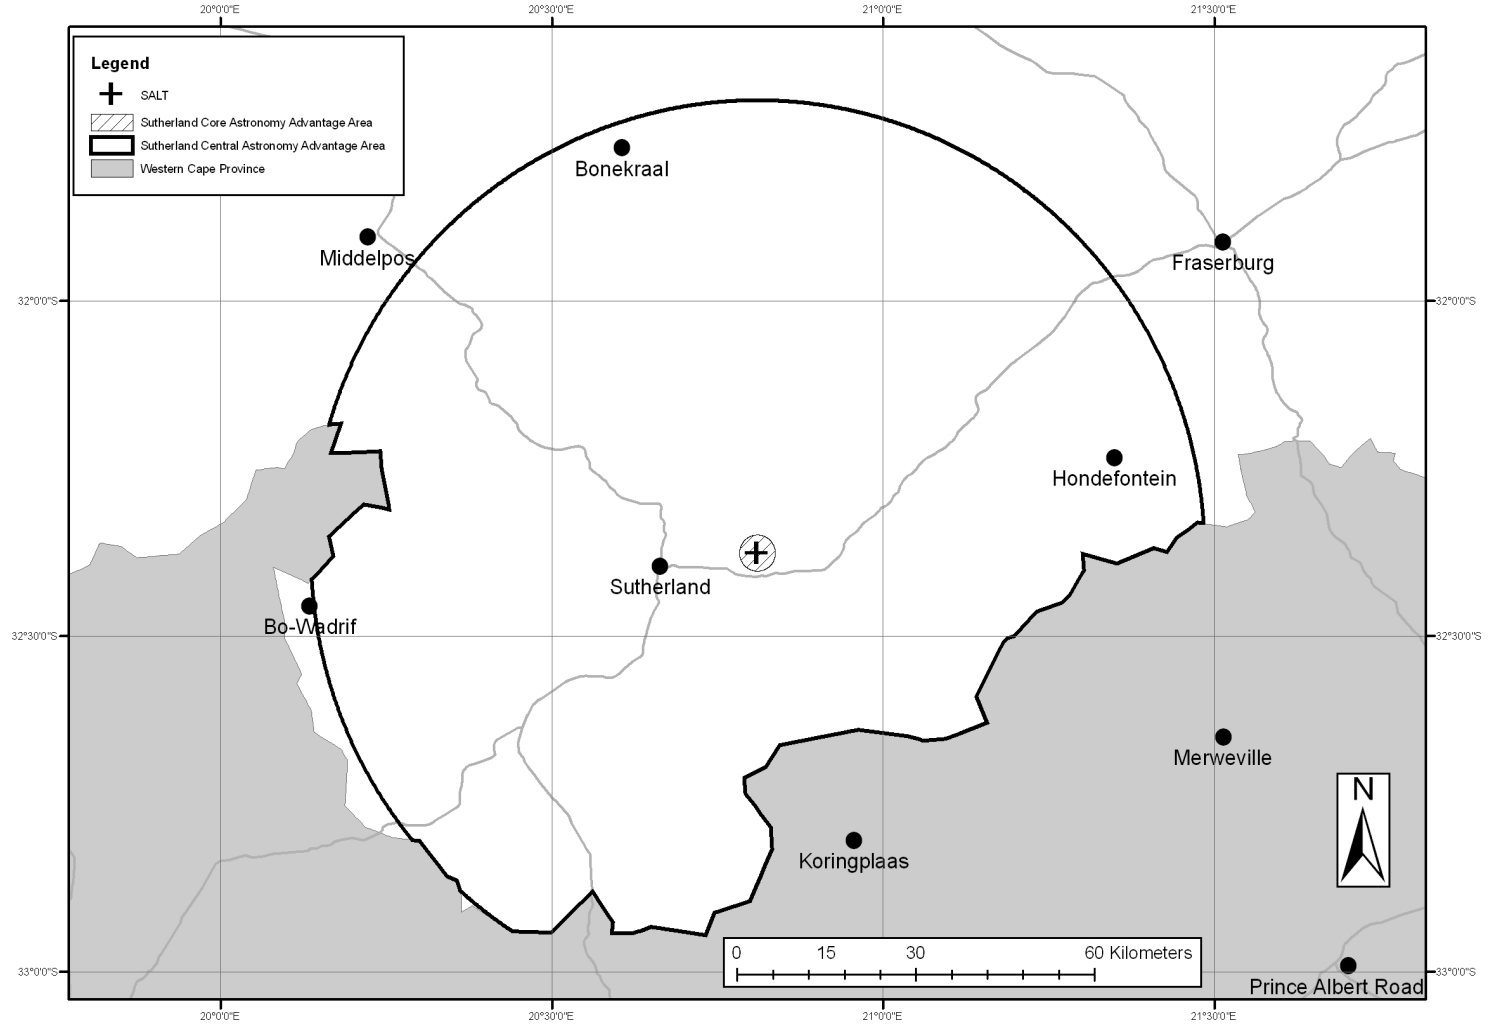 20°0'0"E 20°30'0"E 21°0'0"E 21°30'0"E
Legend
SALT
Sutherland Core Astronomy Advantage Area
Sutherland Central Astronomy Advantage Area
Western Cape Province
Bonekraal
Middelpos
Fraserburg
32°0'0"S 32°0'0"S
Hondefontein
Sutherland
Bo-Wadrif
32°30'0"S 32°30'0"S
Merweville
N
Koringplaas
0 15 30 60 Kilometers
33°0'0"S 33°0'0"S
Prince Albert Road
20°0'0"E 20°30'0"E 21°0'0"E 21°30'0"E